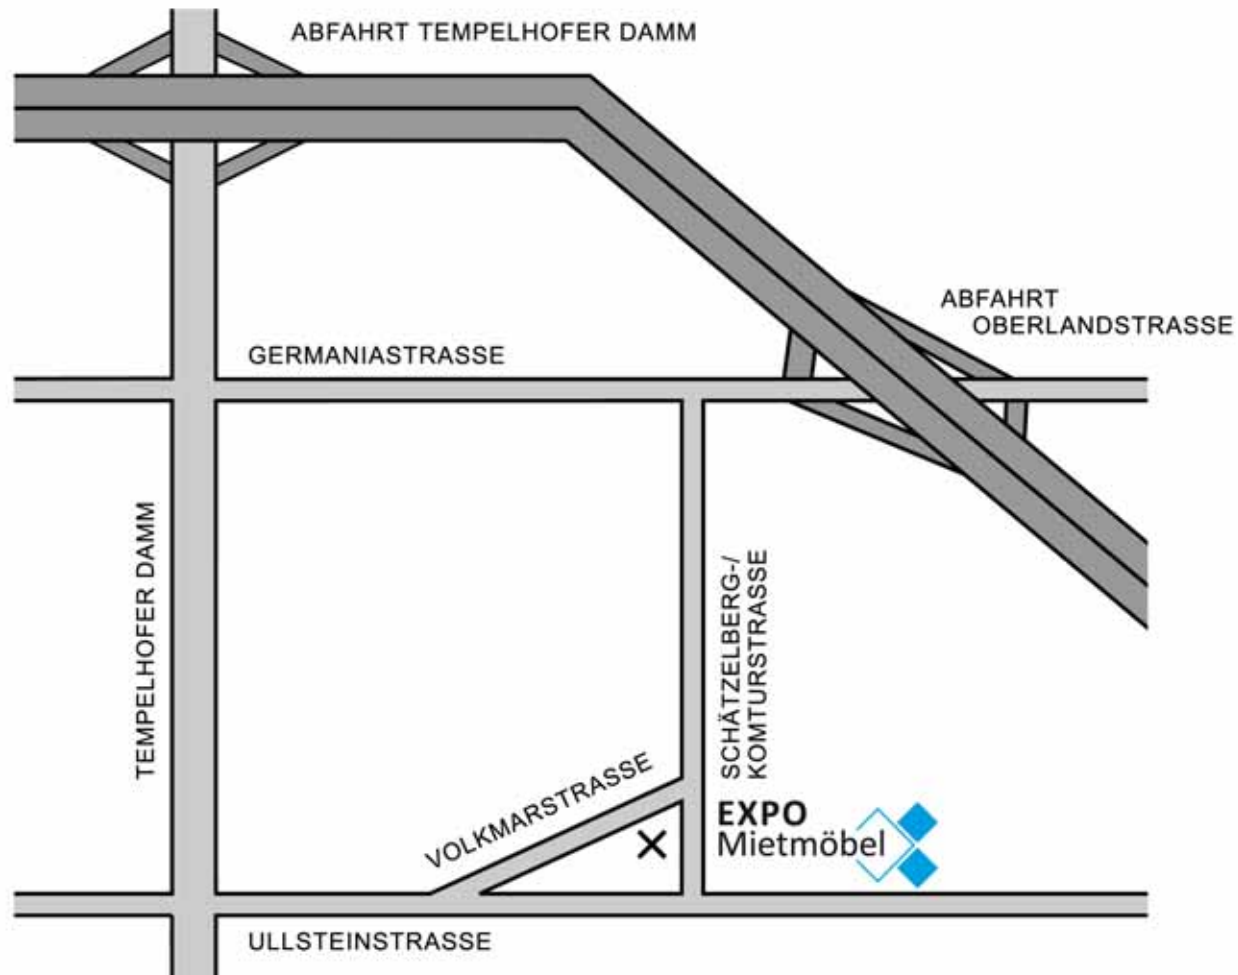 ABFAHRT TEMPELHOFER DAMM
ABFAHRT
OBERLANDSTRASSE
GERMANIASTRASSE
TEMPELHOFER DAMM
SCHÄTZELBERG-/
KOMTURSTRASSE
VOLKMARSTRASSE
EXPO
Mietmöbel
ULLSTEINSTRASSE